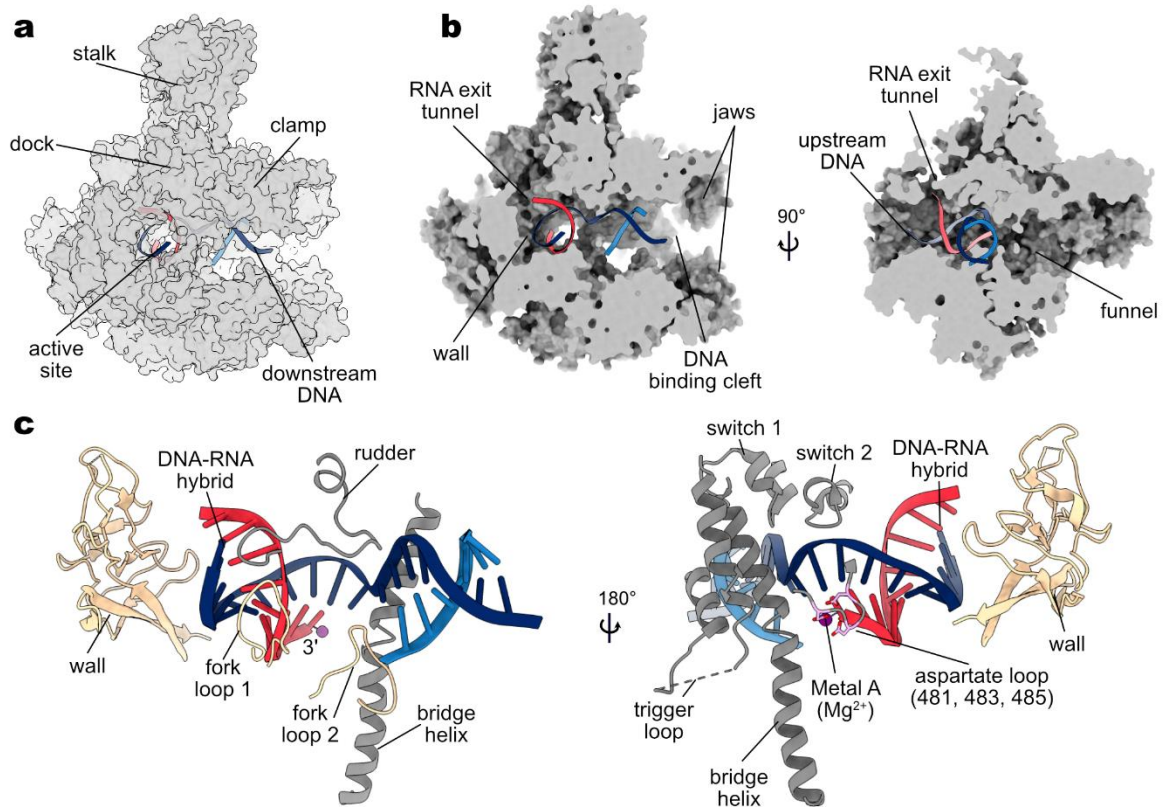 a
stalk
dock
clamp
active
site
downstream
DNA
b
RNA exit
tunnel
jaws
wall
DNA
binding cleft
90°
RNA exit
tunnel
upstream
DNA
funnel
c
DNA-RNA
hybrid
rudder
wall
fork
loop 1
3'
fork
loop 2
bridge
helix
180°
switch 1
switch 2
DNA-RNA
hybrid
trigger
loop
Metal A
(Mg²⁺)
aspartate loop
(481, 483, 485)
wall
bridge
helix